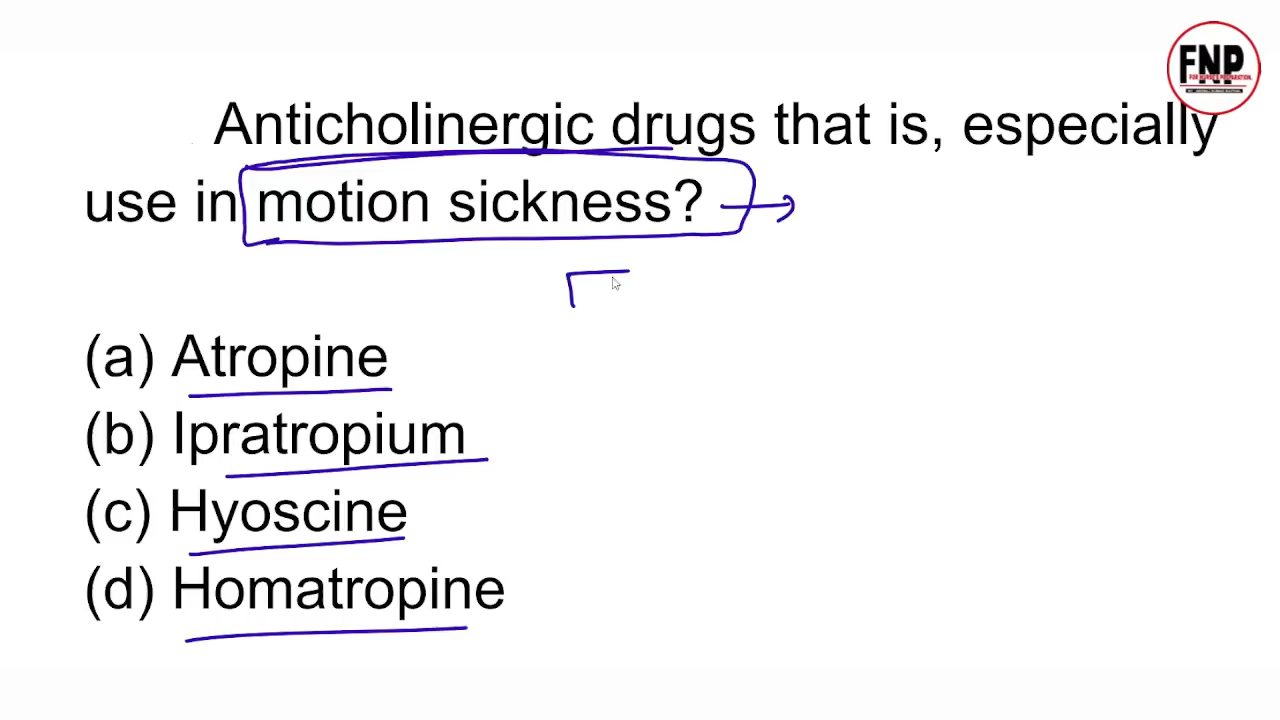 FNP
Anticholinergic drugs that is, especially
use in motion sickness?
(a) Atropine
(b) Ipratropium
(c) Hyoscine
(d) Homatropine